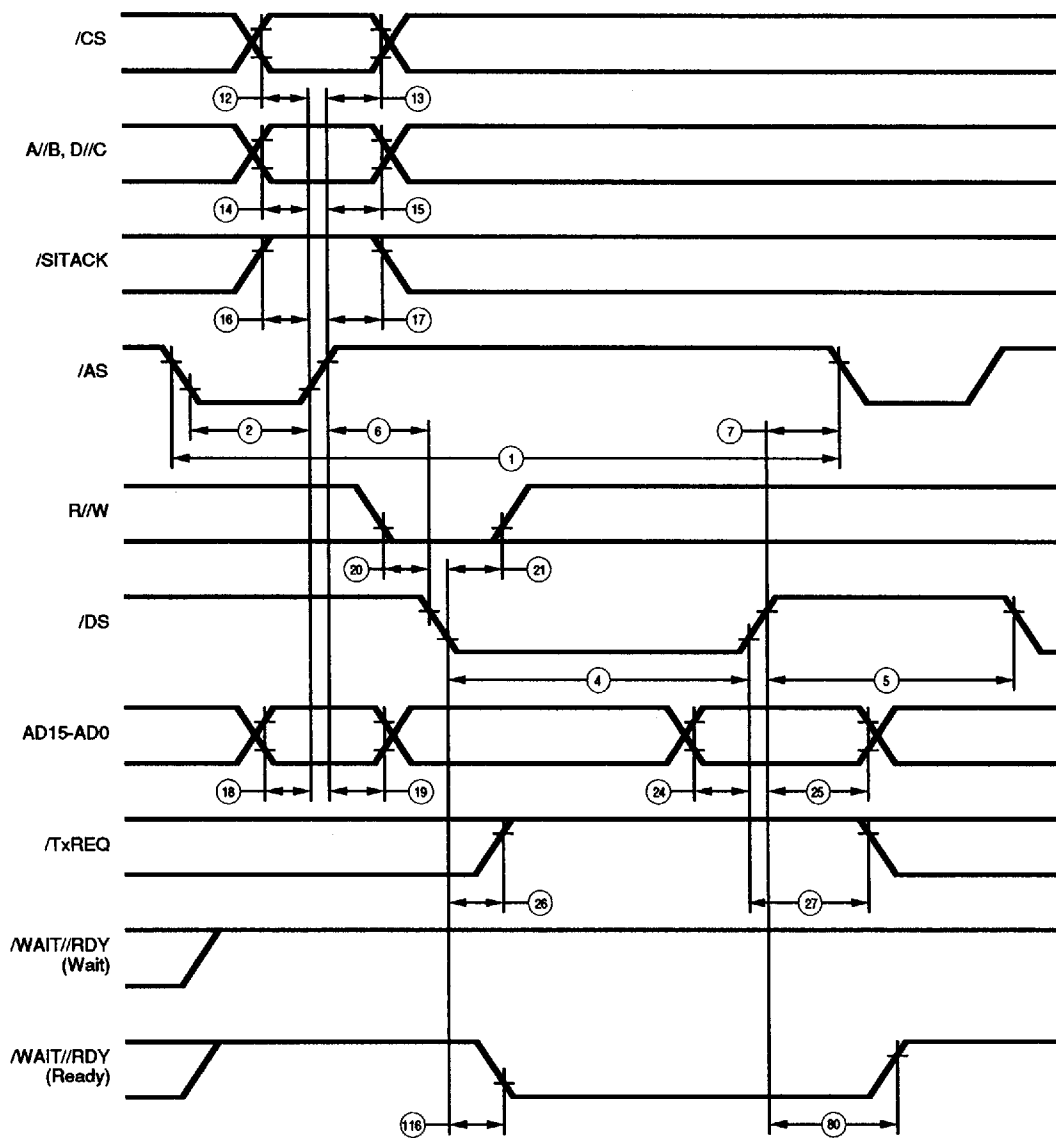 /CS
12 13
A//B, D//C
14 15
/SITACK
16 17
/AS
2 6 7
1
R//W
20 21
/DS
4 5
AD15-AD0
18 19 24 25
/TxREQ
26 27
/WAIT//RDY
(Wait)
/WAIT//RDY
(Ready)
116 80